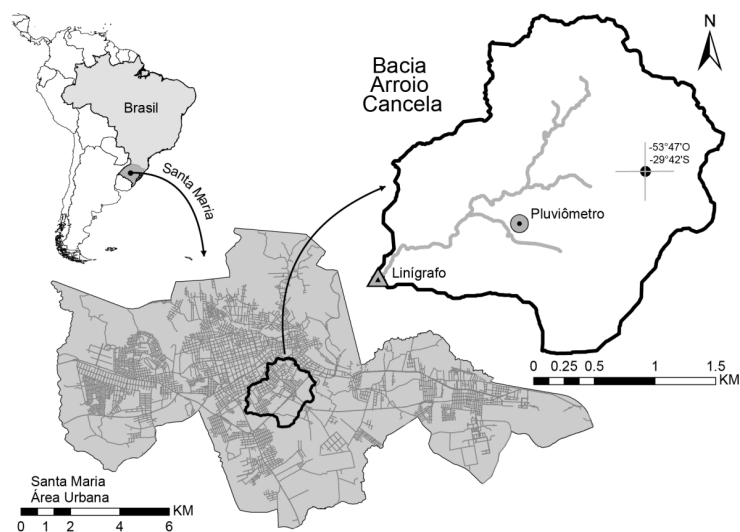 Brasil
Santa Maria
Bacia
Arroio
Cancela
N
-53°47'O
-29°42'S
Pluviômetro
Linígrafo
0 0.25 0.5 1 1.5
KM
Santa Maria
Área Urbana
KM
0 1 2 4 6